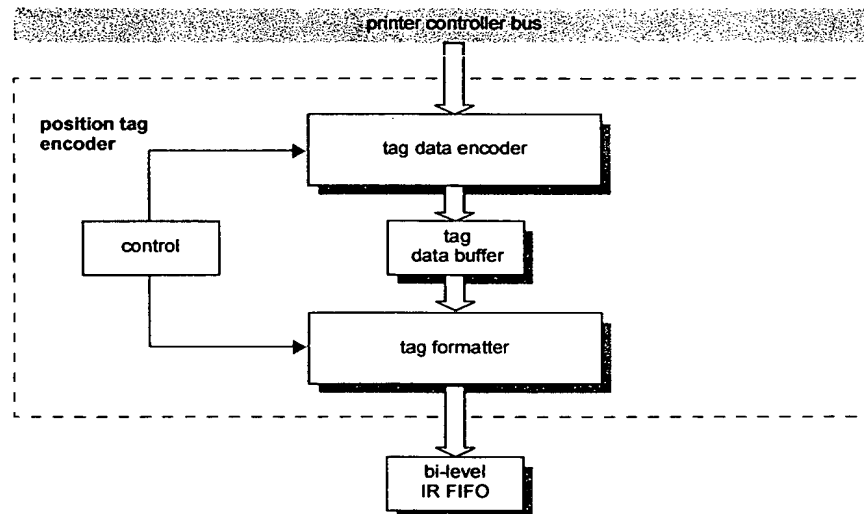 printer controller bus
position tag
encoder
tag data encoder
control
tag
data buffer
tag formatter
bi-level
IR FIFO